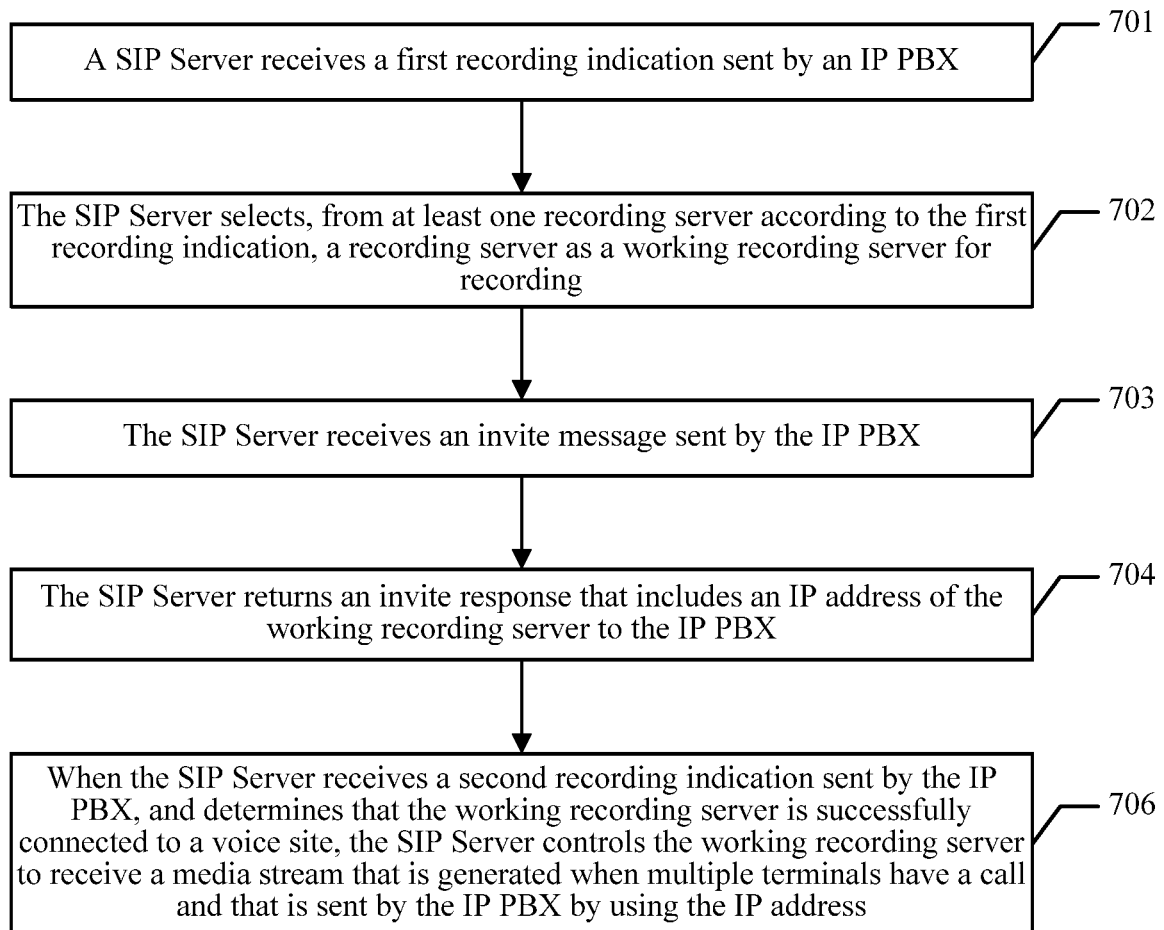 701
A SIP Server receives a first recording indication sent by an IP PBX
702
The SIP Server selects, from at least one recording server according to the first
recording indication, a recording server as a working recording server for
recording
703
The SIP Server receives an invite message sent by the IP PBX
704
The SIP Server returns an invite response that includes an IP address of the
working recording server to the IP PBX
706
When the SIP Server receives a second recording indication sent by the IP
PBX, and determines that the working recording server is successfully
connected to a voice site, the SIP Server controls the working recording server
to receive a media stream that is generated when multiple terminals have a call
and that is sent by the IP PBX by using the IP address